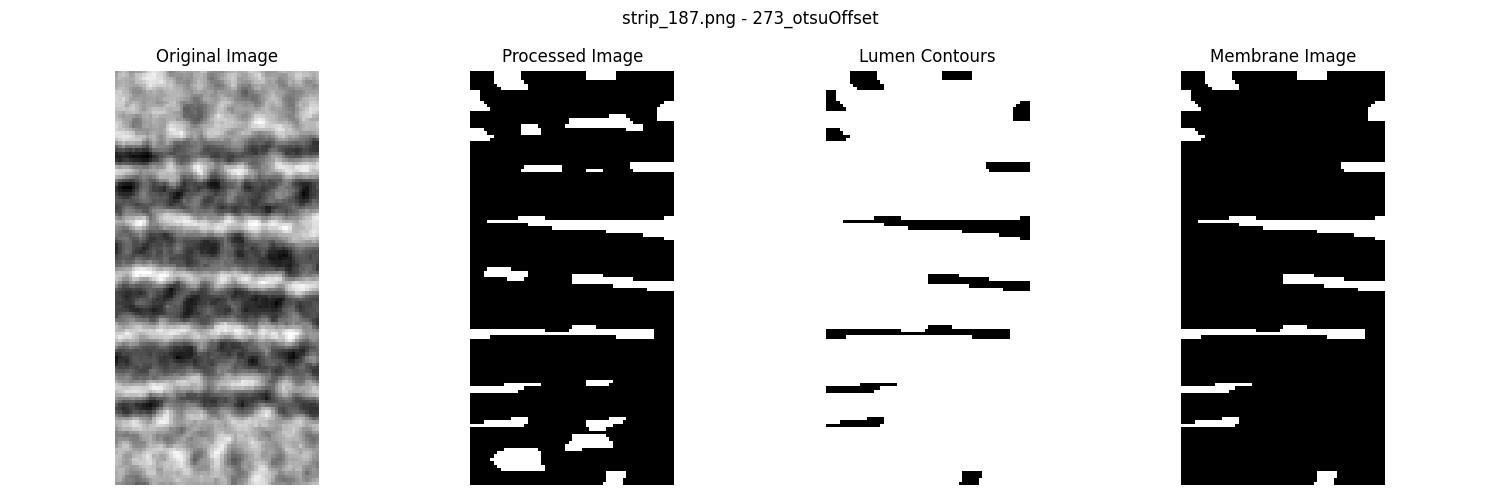 strip_187.png - 273_otsuOffset
Original Image
Processed Image
Lumen Contours
Membrane Image